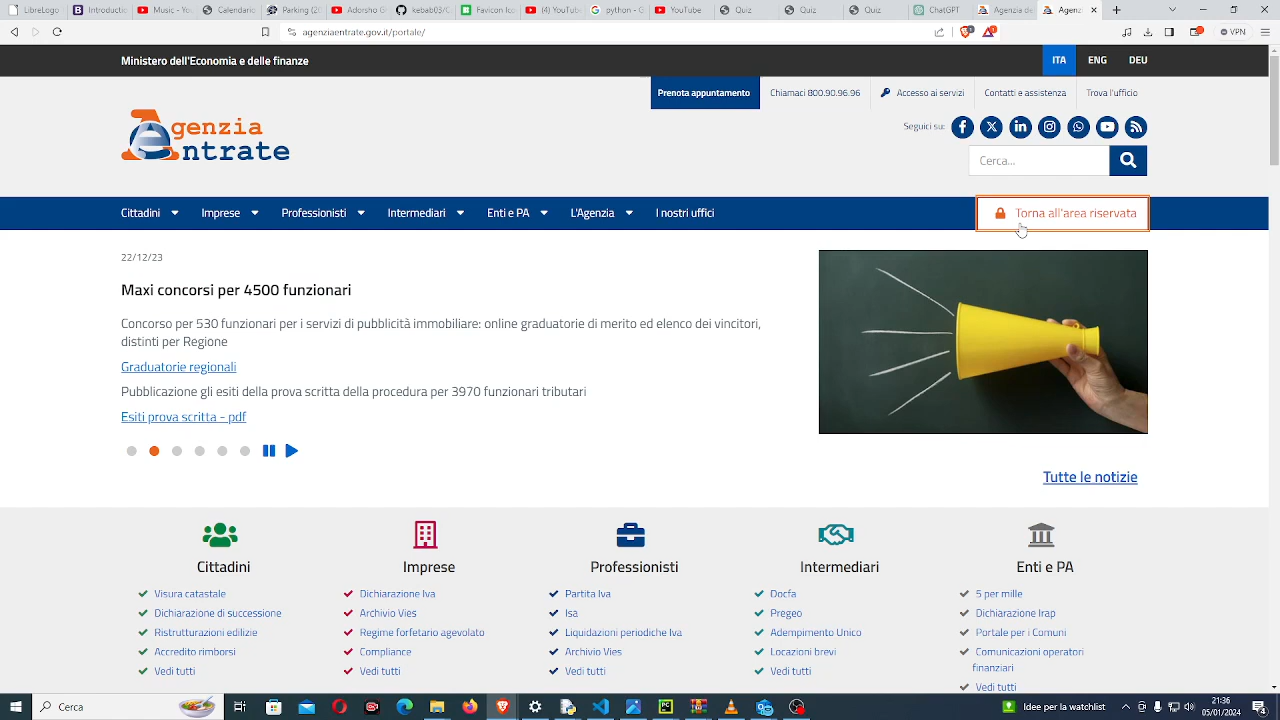 LibreLogo
Introductic
Music - You
Calendario
Parking (20
Adorsho G
kebab03/C
Favicon Ic
(4) YouTub
python - G
YouTube
Quiz
Quiz
Quiz
ChatGPT
Agenzia de
Agenzi
agenziaentrate.gov.it/portale/
VPN
Ministero dell'Economia e delle finanze
ITA ENG DEU
Prenota appuntamento Chiamaci 800.90.96.96 Accesso ai servizi Contatti e assistenza Trova l'ufficio
Agenzia
Entrate
Seguici su:
Cerca...
Cittadini Imprese Professionisti Intermediari Enti e PA L'Agenzia I nostri uffici Torna all'area riservata
22/12/23
Maxi concorsi per 4500 funzionari
Concorso per 530 funzionari per i servizi di pubblicità immobiliare: online graduatorie di merito ed elenco dei vincitori,
distinti per Regione
Graduatorie regionali
Pubblicazione gli esiti della prova scritta della procedura per 3970 funzionari tributari
Esiti prova scritta - pdf
Tutte le notizie
Cittadini
Visura catastale
Dichiarazione di successione
Ristrutturazioni edilizie
Accredito rimborsi
Vedi tutti
Imprese
Dichiarazione Iva
Archivio Vies
Regime forfetario agevolato
Compliance
Vedi tutti
Professionisti
Partita Iva
Isa
Liquidazioni periodiche Iva
Archivio Vies
Vedi tutti
Intermediari
Docfa
Pregeo
Adempimento Unico
Locazioni brevi
Vedi tutti
Enti e PA
5 per mille
Dichiarazione Irap
Portale per i Comuni
Comunicazioni operatori
finanziari
Vedi tutti
Cerca
Idee per la watchlist
21:36
05/01/2024